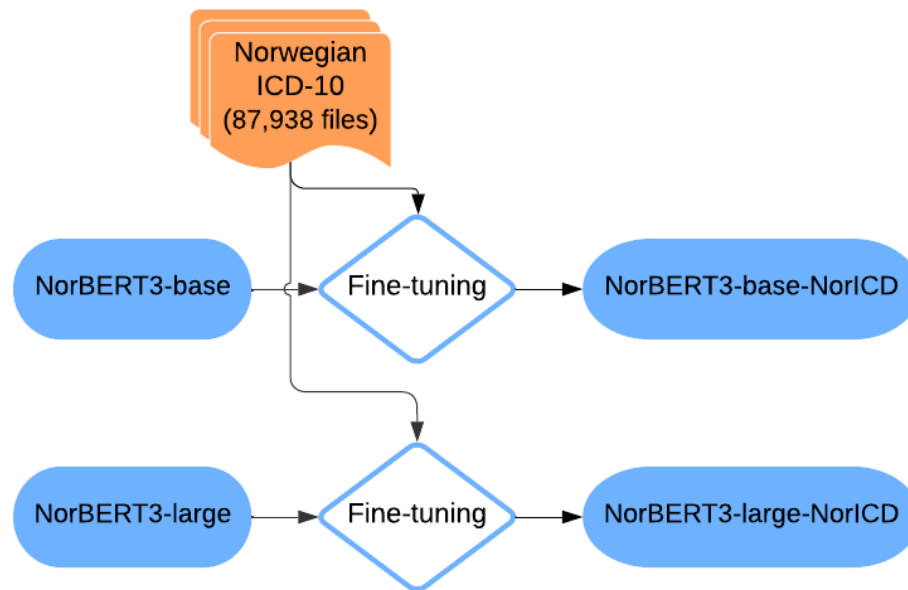 Norwegian
ICD-10
(87,938 files)
NorBERT3-base
Fine-tuning
NorBERT3-base-NorICD
NorBERT3-large
Fine-tuning
NorBERT3-large-NorICD